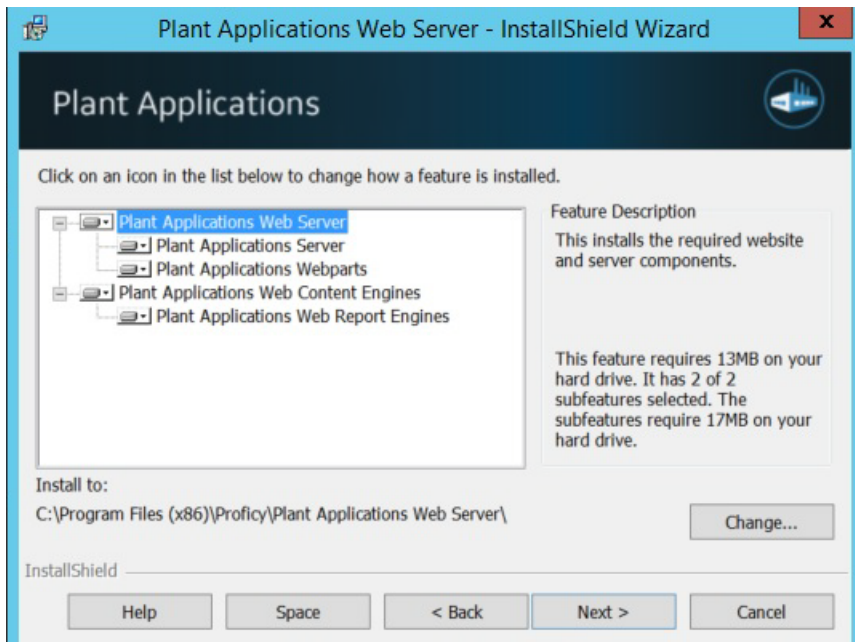 Plant Applications Web Server - InstallShield Wizard
x
Plant Applications
Click on an icon in the list below to change how a feature is installed.
Plant Applications Web Server
Plant Applications Server
Plant Applications Webparts
Plant Applications Web Content Engines
Plant Applications Web Report Engines
Feature Description
This installs the required website
and server components.
This feature requires 13MB on your
hard drive. It has 2 of 2
subfeatures selected. The
subfeatures require 17MB on your
hard drive.
Install to:
C:\Program Files (x86)\Proficy\Plant Applications Web Server\
Change...
InstallShield
Help
Space
< Back
Next >
Cancel